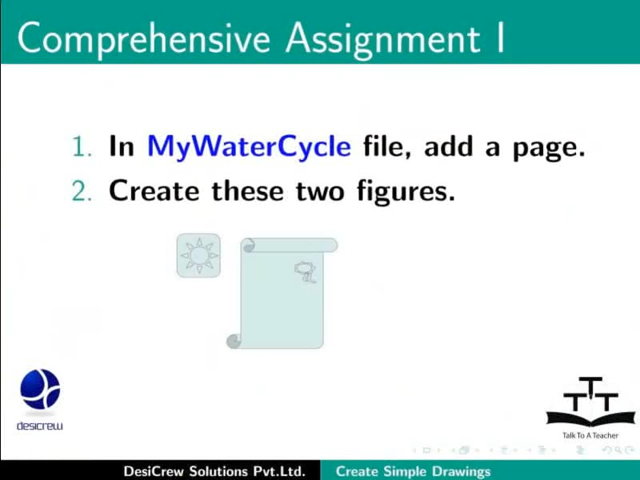 Comprehensive Assignment I
1. In MyWaterCycle file, add a page.
2. Create these two figures.
desicrew
TTT
Talk To A Teacher
DesiCrew Solutions Pvt.Ltd. Create Simple Drawings